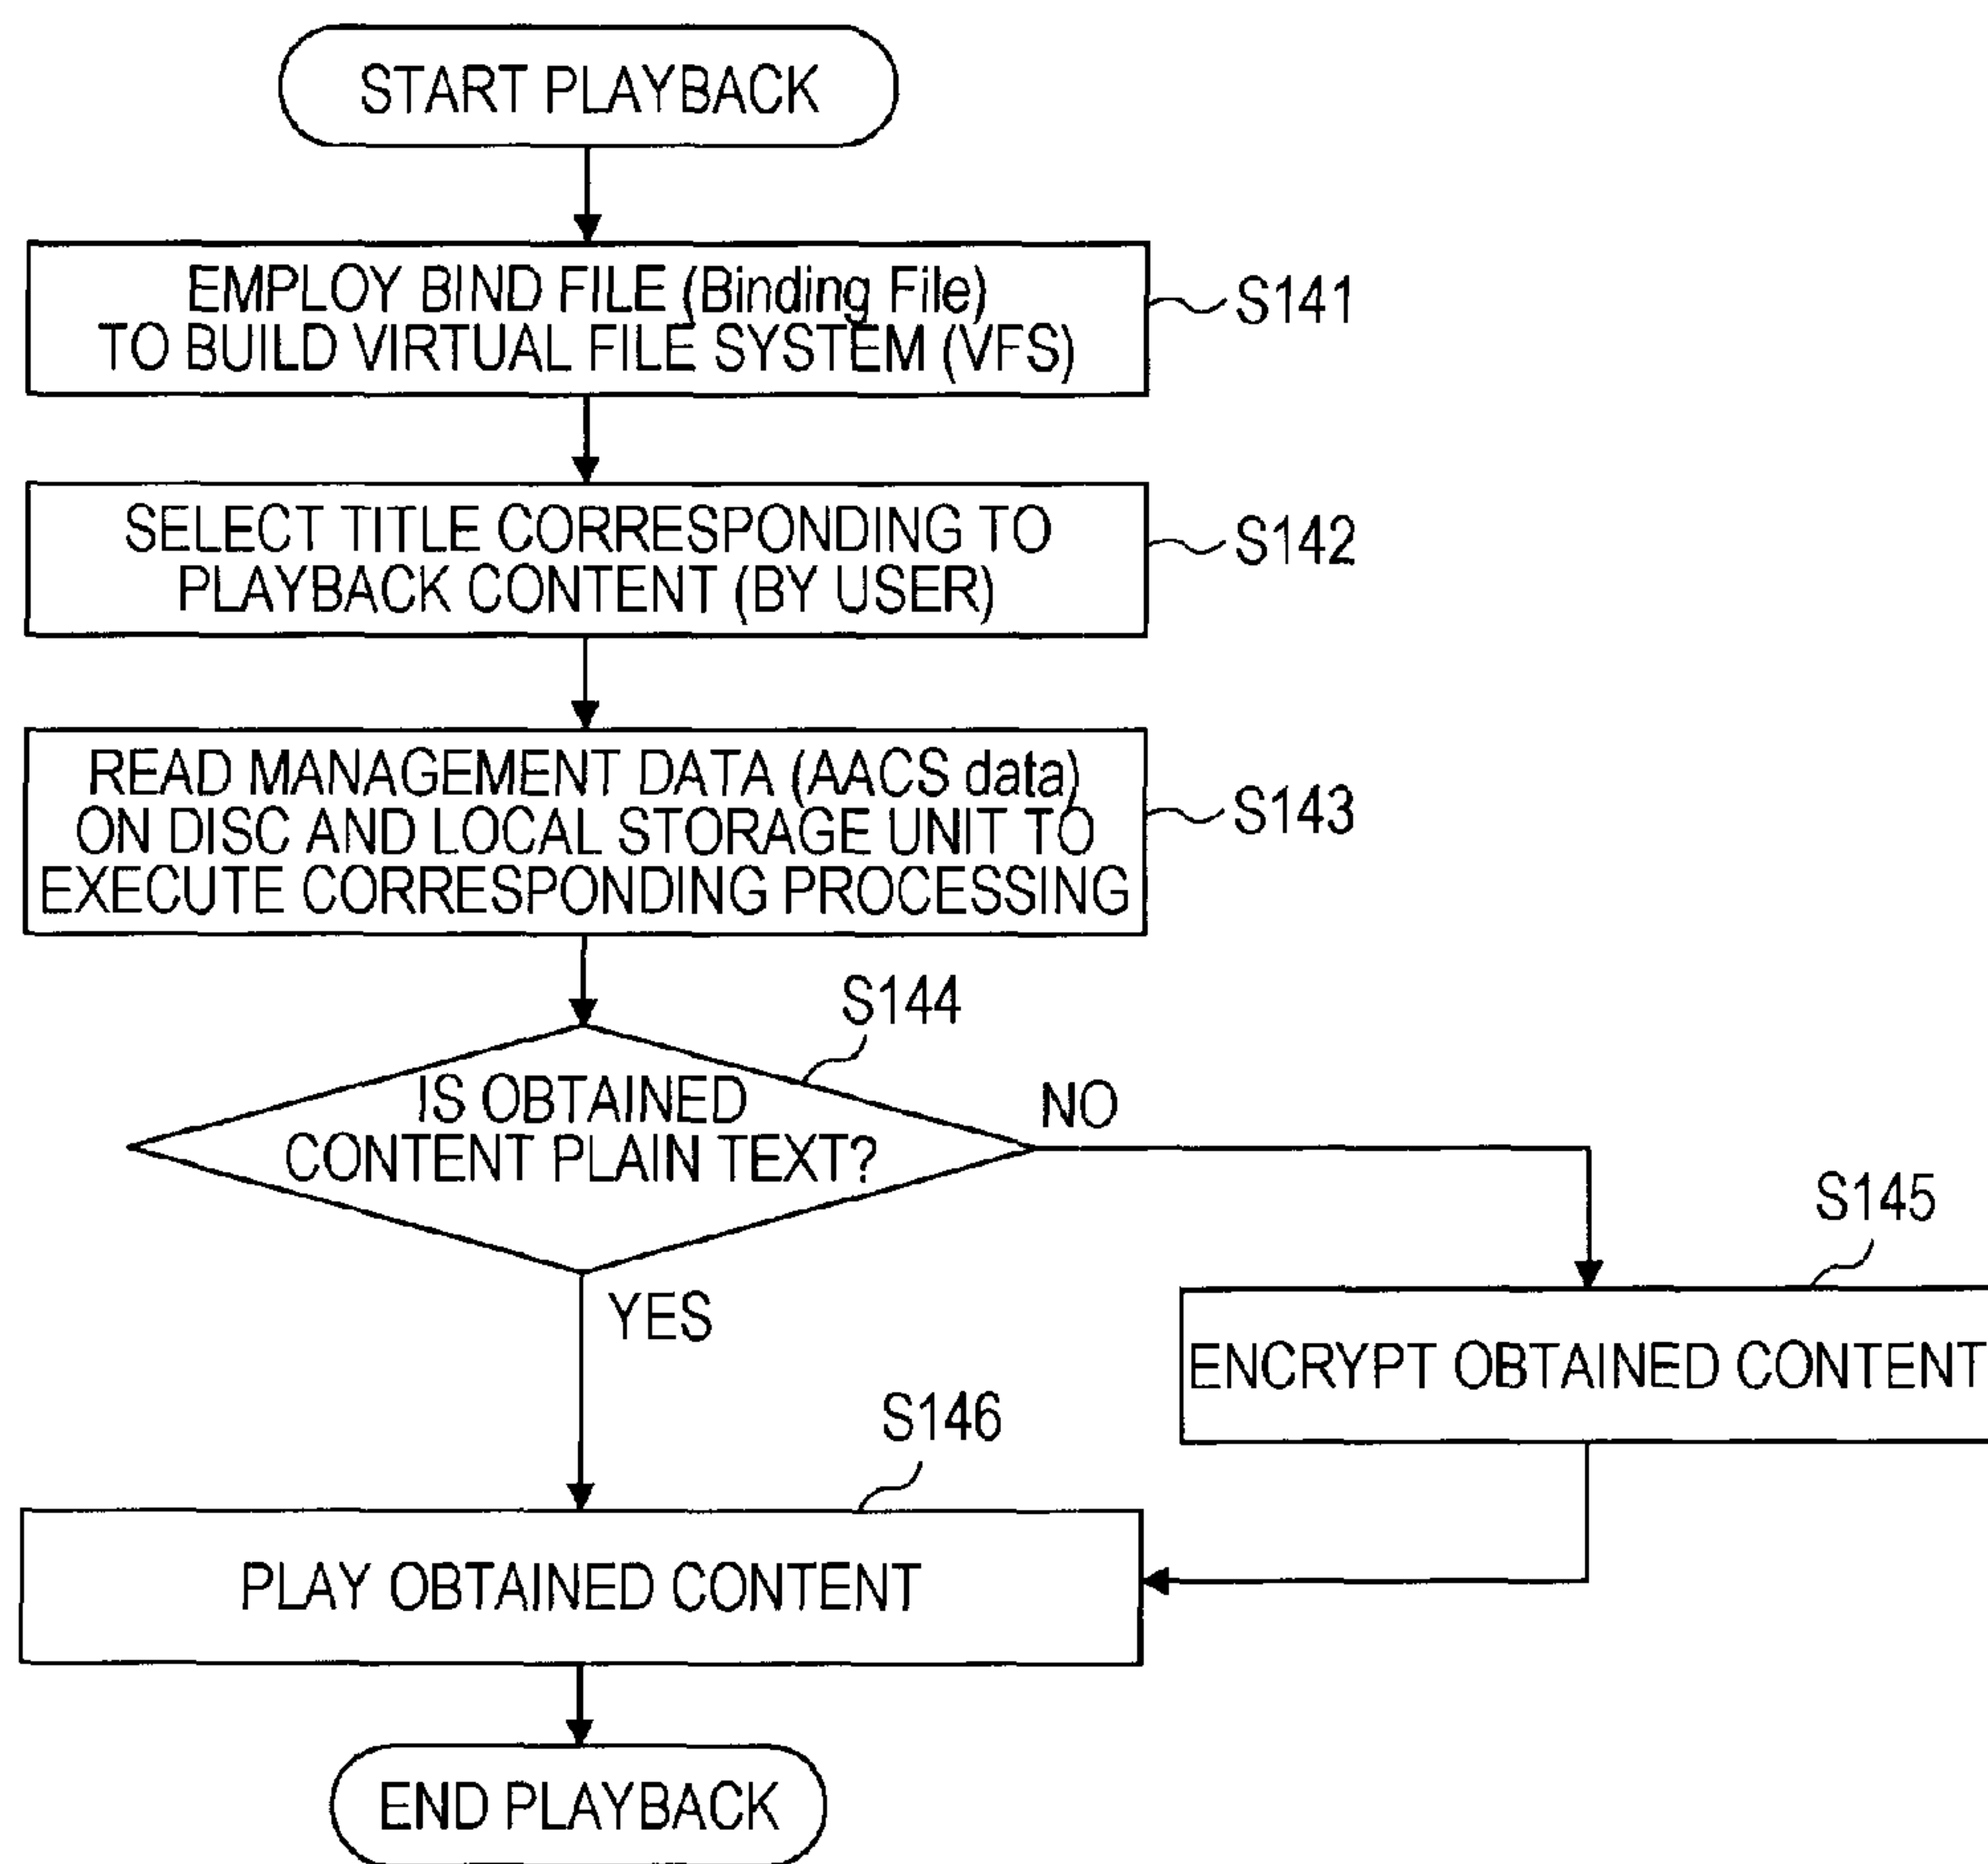 START PLAYBACK
EMPLOY BIND FILE (Binding File)
TO BUILD VIRTUAL FILE SYSTEM (VFS)
S141
SELECT TITLE CORRESPONDING TO
PLAYBACK CONTENT (BY USER)
S142
READ MANAGEMENT DATA (AACS data)
ON DISC AND LOCAL STORAGE UNIT TO
EXECUTE CORRESPONDING PROCESSING
S143
S144
IS OBTAINED
CONTENT PLAIN TEXT?
NO
YES
S145
ENCRYPT OBTAINED CONTENT
S146
PLAY OBTAINED CONTENT
END PLAYBACK